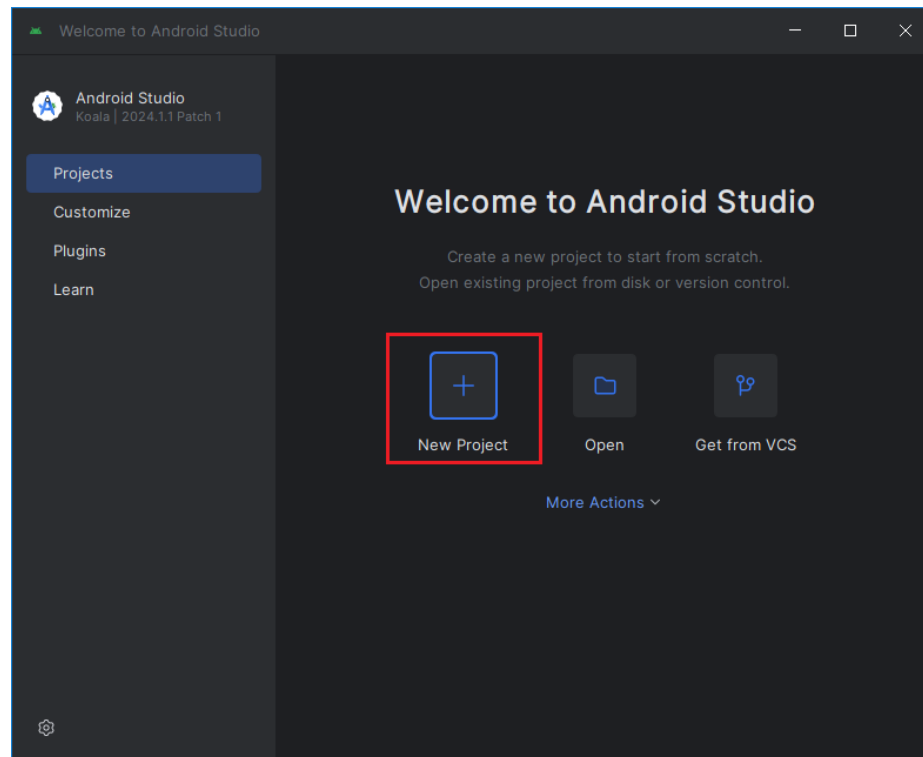 Welcome to Android Studio
Android Studio
Koala | 2024.1.1 Patch 1
Projects
Customize
Plugins
Learn
Welcome to Android Studio
Create a new project to start from scratch.
Open existing project from disk or version control.
New Project
Open
Get from VCS
More Actions